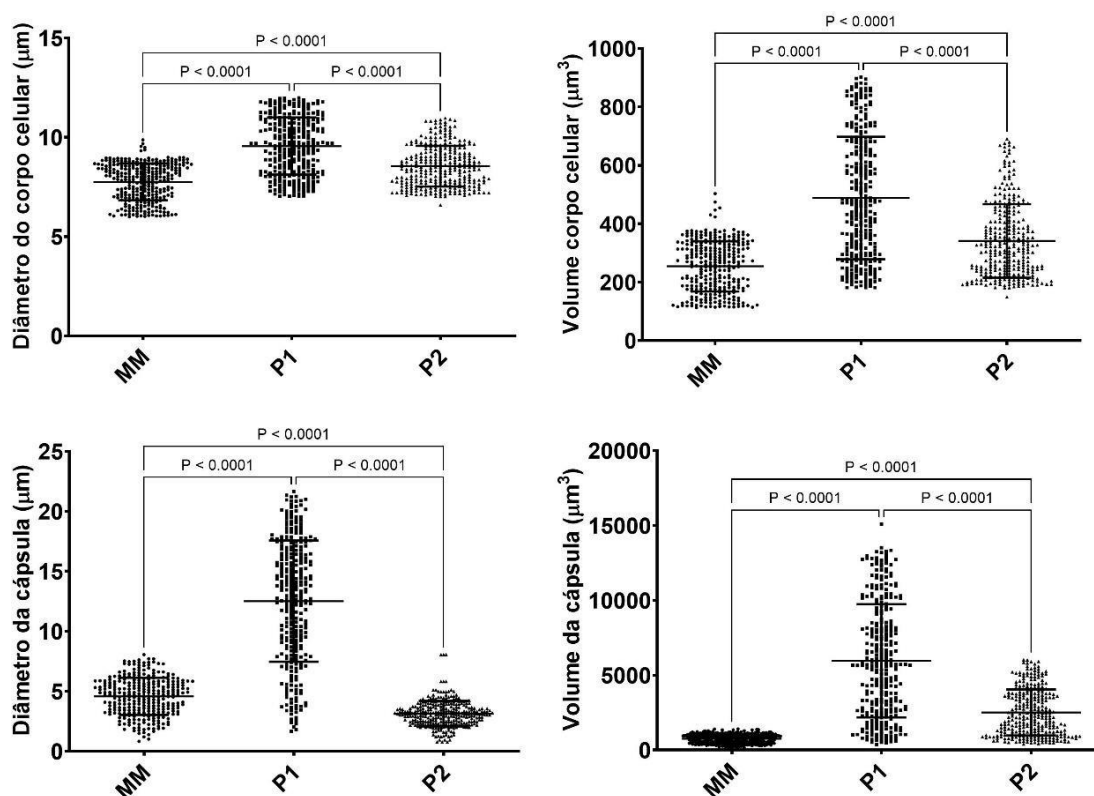 Diâmetro do corpo celular (μm)
15
10
5
0
P < 0.0001
P < 0.0001
P < 0.0001
MM
P1
P2
Volume corpo celular (μm³)
1000
800
600
400
200
0
P < 0.0001
P < 0.0001
P < 0.0001
MM
P1
P2
Diâmetro da cápsula (μm)
25
20
15
10
5
0
P < 0.0001
P < 0.0001
P < 0.0001
MM
P1
P2
Volume da cápsula (μm³)
20000
15000
10000
5000
0
P < 0.0001
P < 0.0001
P < 0.0001
MM
P1
P2